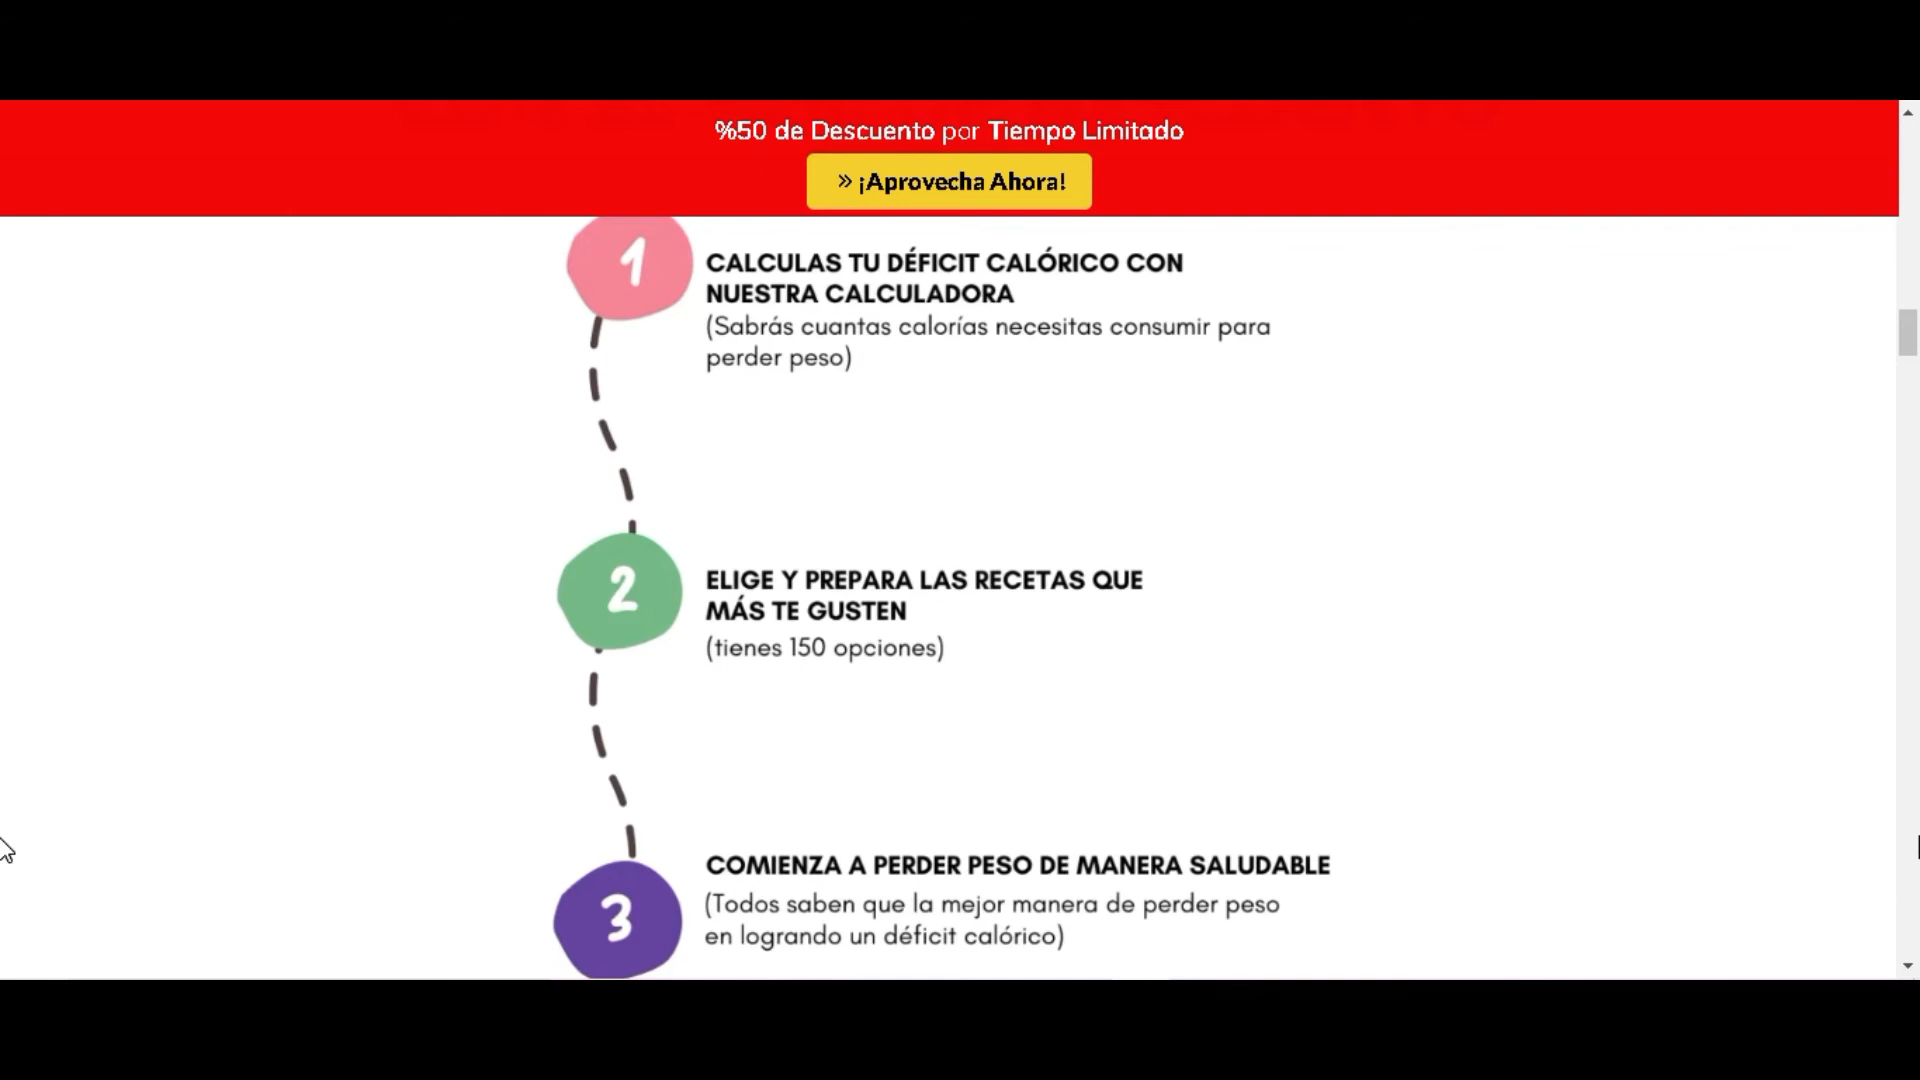 %50 de Descuento por Tiempo Limitado
» ¡Aprovecha Ahora!
1
CALCULAS TU DÉFICIT CALÓRICO CON
NUESTRA CALCULADORA
(Sabrás cuantas calorías necesitas consumir para
perder peso)
2
ELIGE Y PREPARA LAS RECETAS QUE
MÁS TE GUSTEN
(tienes 150 opciones)
3
COMIENZA A PERDER PESO DE MANERA SALUDABLE
(Todos saben que la mejor manera de perder peso
en logrando un déficit calórico)